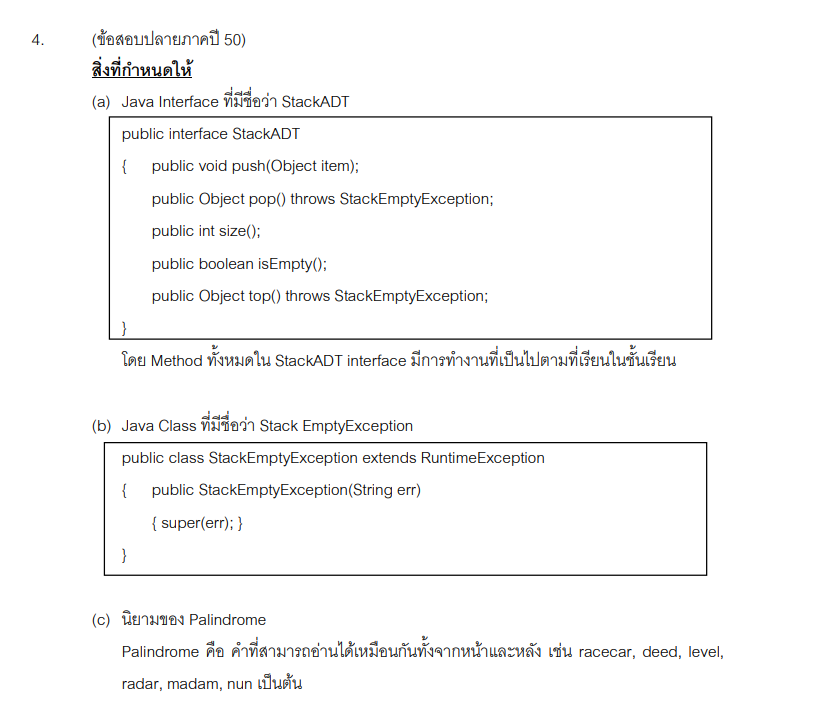 4. (ข้อสอบปลายภาคปี 50)
สิ่งที่กำหนดให้
(a) Java Interface ที่มีชื่อว่า StackADT
public interface StackADT
{ public void push(Object item);
public Object pop() throws StackEmptyException;
public int size();
public boolean isEmpty();
public Object top() throws StackEmptyException;
}
โดย Method ทั้งหมดใน StackADT interface มีการทำงานที่เป็นไปตามที่เรียนในชั้นเรียน
(b) Java Class ที่มีชื่อว่า Stack EmptyException
public class StackEmptyException extends RuntimeException
{ public StackEmptyException(String err)
{ super(err); }
}
(c) นิยามของ Palindrome
Palindrome คือ คำที่สามารถอ่านได้เหมือนกันทั้งจากหน้าและหลัง เช่น racecar, deed, level,
radar, madam, nun เป็นต้น